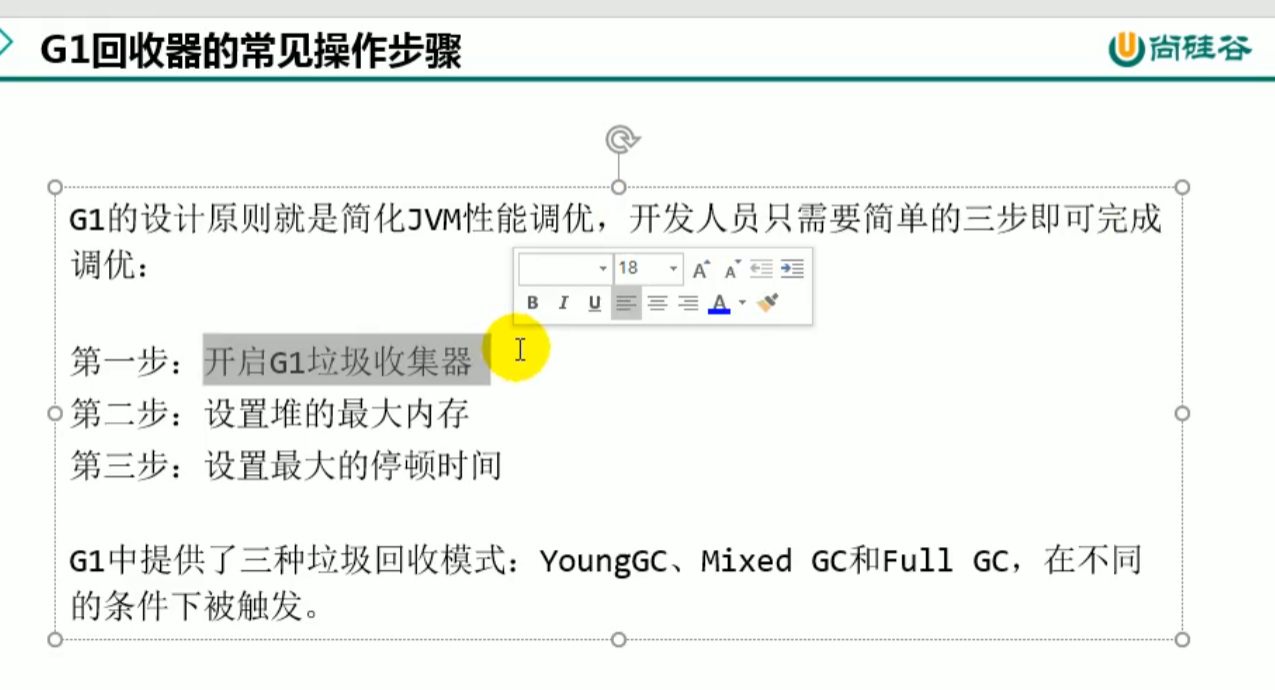 G1回收器的常见操作步骤
尚硅谷
G1的设计原则就是简化JVM性能调优，开发人员只需要简单的三步即可完成
调优：
18
A A
B I U A
第一步：开启G1垃圾收集器
第二步：设置堆的最大内存
第三步：设置最大的停顿时间
G1中提供了三种垃圾回收模式：YoungGC、Mixed GC和Full GC，在不同
的条件下被触发。